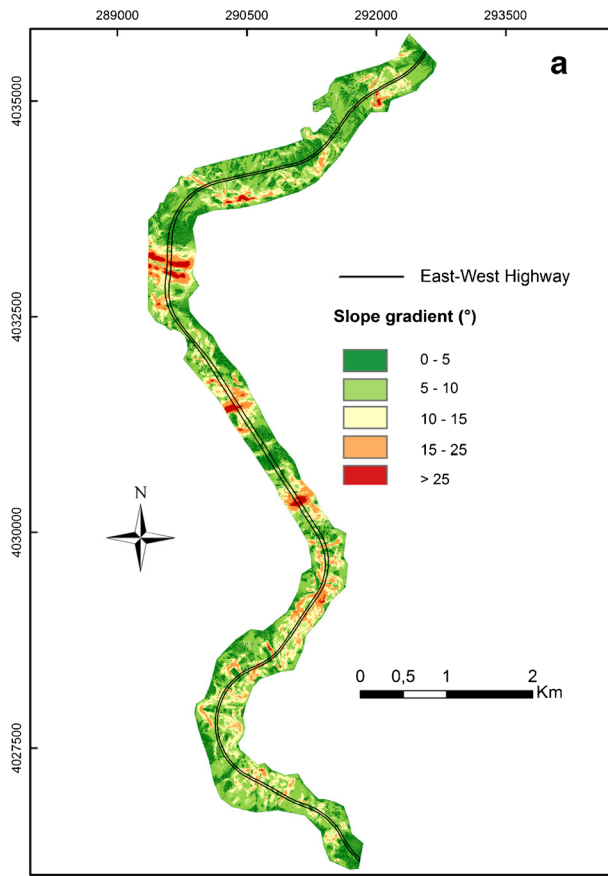 289000 290500 292000 293500
a
4035000
4032500
4030000
4027500
East-West Highway
Slope gradient (°)
0 - 5
5 - 10
10 - 15
15 - 25
> 25
N
0 0,5 1 2
Km